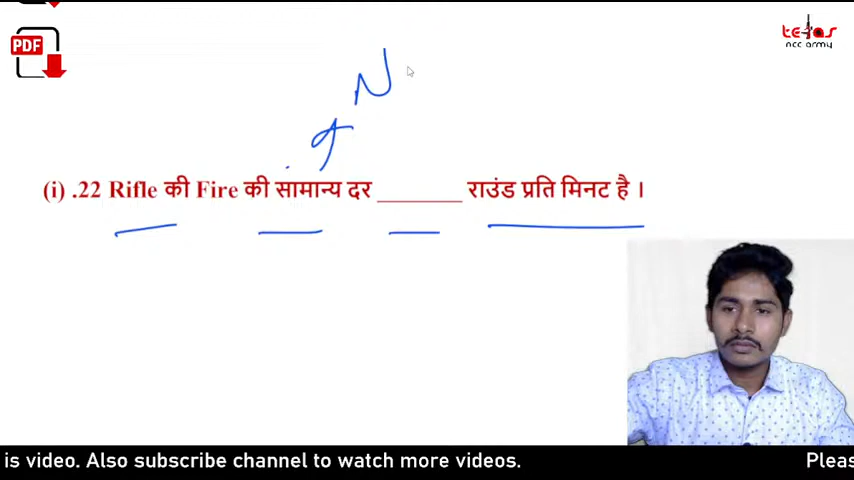 PDF
tejas
ncc army
N
(i) .22 Rifle की Fire की सामान्य दर _______ राउंड प्रति मिनट है ।
is video. Also subscribe channel to watch more videos.
Pleas